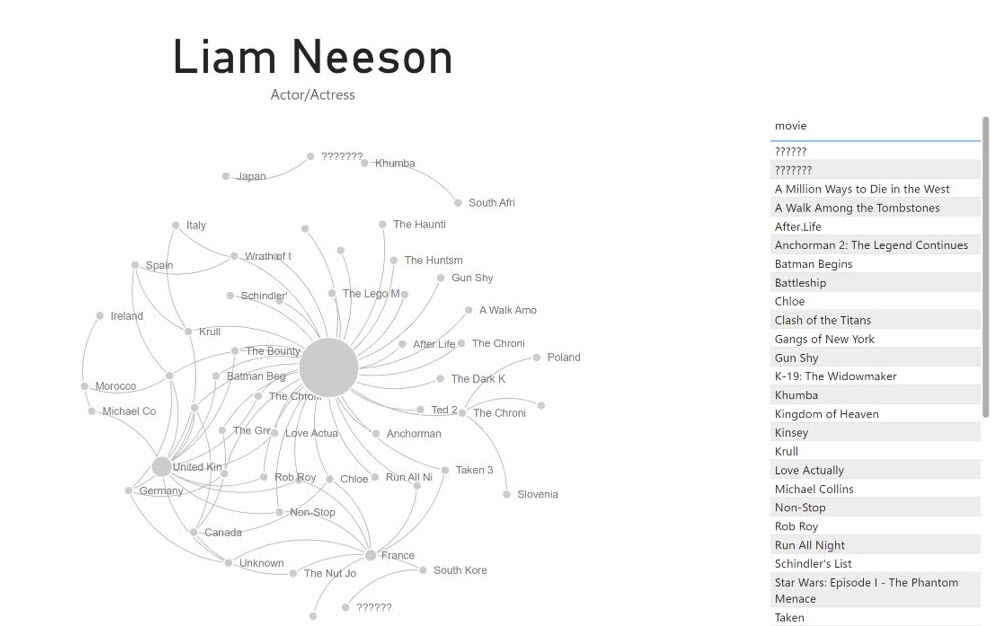 Liam Neeson
Actor/Actress
???????
Khumba
Japan
South Afri
Italy
The Haunti
Wrath of t
The Huntsm
Spain
Gun Shy
Schindler'
The Lego M
A Walk Amo
Ireland
Krull
After.Life
The Chroni
The Bounty
Poland
Batman Beg
The Dark K
Morocco
The Chroni
Michael Co
Ted 2
The Chroni
The Gre
Love Actua
Anchorman
United Kin
Taken 3
Rob Roy
Chloe
Run All Ni
Germany
Slovenia
Non-Stop
Canada
France
Unknown
The Nut Jo
South Kore
??????
movie
??????
???????
A Million Ways to Die in the West
A Walk Among the Tombstones
After.Life
Anchorman 2: The Legend Continues
Batman Begins
Battleship
Chloe
Clash of the Titans
Gangs of New York
Gun Shy
K-19: The Widowmaker
Khumba
Kingdom of Heaven
Kinsey
Krull
Love Actually
Michael Collins
Non-Stop
Rob Roy
Run All Night
Schindler's List
Star Wars: Episode I - The Phantom
Menace
Taken